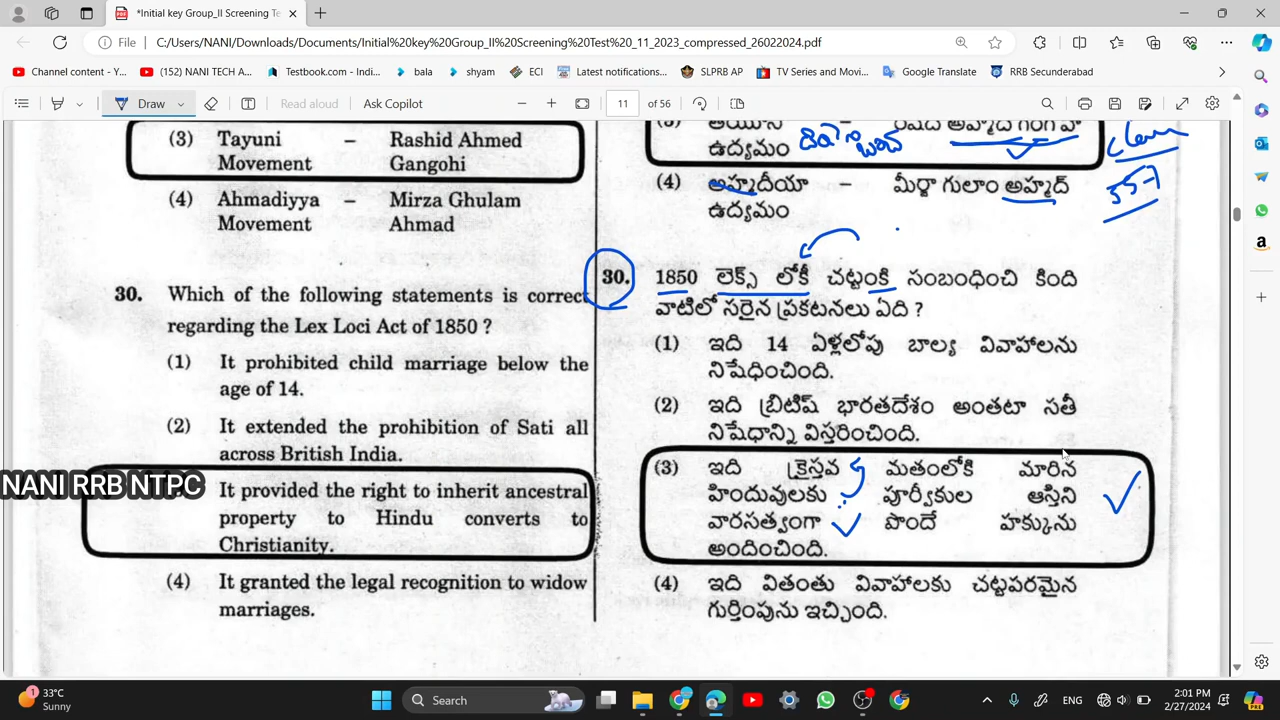 *Initial key Group_II Screening Te
File
C:/Users/NANI/Downloads/Documents/Initial%20key%20Group_II%20Screening%20Test%20_11_2023_compressed_26022024.pdf
Channel content - Y...
(152) NANI TECH A...
Testbook.com - Indi...
bala
shyam
ECI
Latest notifications...
SLPRB AP
TV Series and Movi...
Google Translate
RRB Secunderabad
Draw
Read aloud
Ask Copilot
11
of 56
(3) Tayuni – Rashid Ahmed
Movement Gangohi
(4) Ahmadiyya – Mirza Ghulam
Movement Ahmad
30. Which of the following statements is correct
regarding the Lex Loci Act of 1850 ?
(1) It prohibited child marriage below the
age of 14.
(2) It extended the prohibition of Sati all
across British India.
It provided the right to inherit ancestral
property to Hindu converts to
Christianity.
(4) It granted the legal recognition to widow
marriages.
ఉద్యమం
(4) అహ్మదీయా – మీర్జా గులాం అహ్మద్
ఉద్యమం
357
30. 1850 లెక్స్ లోకీ చట్టంకి సంబంధించి కింది
వాటిలో సరైన ప్రకటనలు ఏది ?
(1) ఇది 14 ఏళ్లలోపు బాల్య వివాహాలను
నిషేధించింది.
(2) ఇది బ్రిటిష్ భారతదేశం అంతటా సతీ
నిషేధాన్ని విస్తరించింది.
(3) ఇది క్రైస్తవ మతంలోకి మారిన
హిందువులకు పూర్వీకుల ఆస్తిని
వారసత్వంగా పొందే హక్కును
అందించింది.
(4) ఇది వితంతు వివాహాలకు చట్టపరమైన
గుర్తింపును ఇచ్చింది.
NANI RRB NTPC
33°C
Sunny
Search
ENG
2:01 PM
2/27/2024